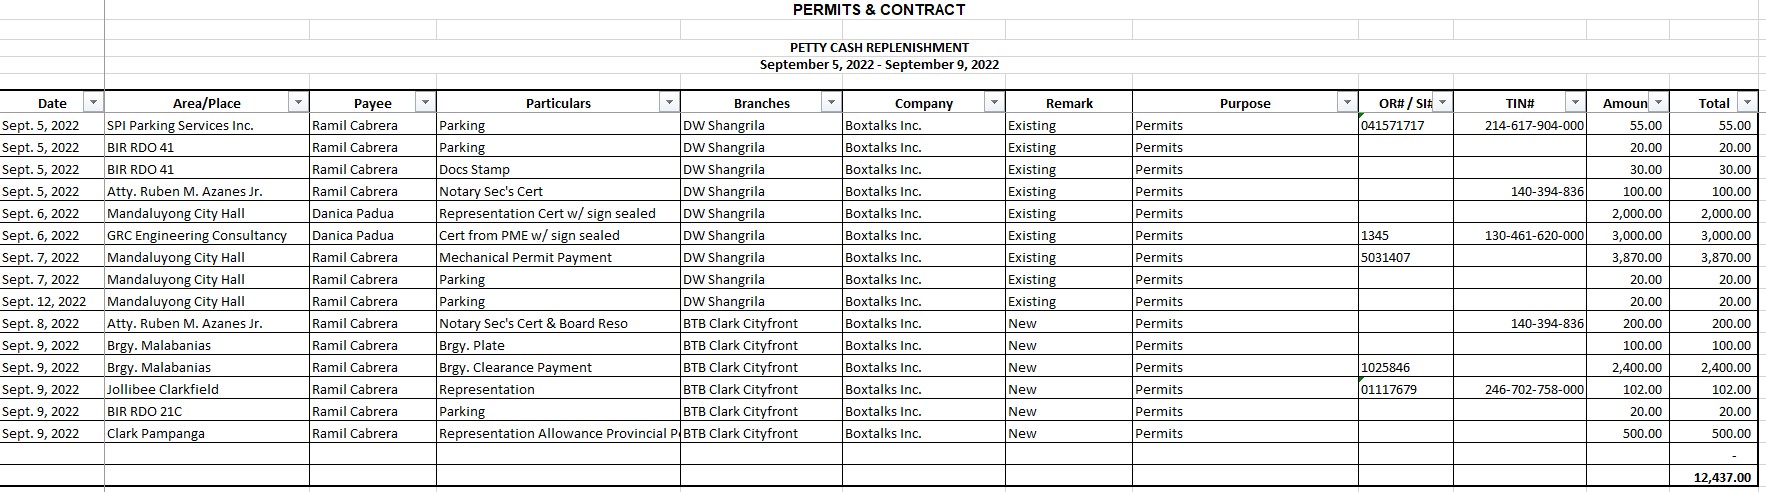 PERMITS & CONTRACT
PETTY CASH REPLENISHMENT
September 5, 2022 - September 9, 2022
Date Area/Place Payee Particulars Branches Company Remark Purpose OR# / SI# TIN# Amoun Total
Sept. 5, 2022 SPI Parking Services Inc. Ramil Cabrera Parking DW Shangrila Boxtalks Inc. Existing Permits 041571717 214-617-904-000 55.00 55.00
Sept. 5, 2022 BIR RDO 41 Ramil Cabrera Parking DW Shangrila Boxtalks Inc. Existing Permits 20.00 20.00
Sept. 5, 2022 BIR RDO 41 Ramil Cabrera Docs Stamp DW Shangrila Boxtalks Inc. Existing Permits 30.00 30.00
Sept. 5, 2022 Atty. Ruben M. Azanes Jr. Ramil Cabrera Notary Sec's Cert DW Shangrila Boxtalks Inc. Existing Permits 140-394-836 100.00 100.00
Sept. 6, 2022 Mandaluyong City Hall Danica Padua Representation Cert w/ sign sealed DW Shangrila Boxtalks Inc. Existing Permits 2,000.00 2,000.00
Sept. 6, 2022 GRC Engineering Consultancy Danica Padua Cert from PME w/ sign sealed DW Shangrila Boxtalks Inc. Existing Permits 1345 130-461-620-000 3,000.00 3,000.00
Sept. 7, 2022 Mandaluyong City Hall Ramil Cabrera Mechanical Permit Payment DW Shangrila Boxtalks Inc. Existing Permits 5031407 3,870.00 3,870.00
Sept. 7, 2022 Mandaluyong City Hall Ramil Cabrera Parking DW Shangrila Boxtalks Inc. Existing Permits 20.00 20.00
Sept. 12, 2022 Mandaluyong City Hall Ramil Cabrera Parking DW Shangrila Boxtalks Inc. Existing Permits 20.00 20.00
Sept. 8, 2022 Atty. Ruben M. Azanes Jr. Ramil Cabrera Notary Sec's Cert & Board Reso BTB Clark Cityfront Boxtalks Inc. New Permits 140-394-836 200.00 200.00
Sept. 9, 2022 Brgy. Malabanias Ramil Cabrera Brgy. Plate BTB Clark Cityfront Boxtalks Inc. New Permits 100.00 100.00
Sept. 9, 2022 Brgy. Malabanias Ramil Cabrera Brgy. Clearance Payment BTB Clark Cityfront Boxtalks Inc. New Permits 1025846 2,400.00 2,400.00
Sept. 9, 2022 Jollibee Clarkfield Ramil Cabrera Representation BTB Clark Cityfront Boxtalks Inc. New Permits 01117679 246-702-758-000 102.00 102.00
Sept. 9, 2022 BIR RDO 21C Ramil Cabrera Parking BTB Clark Cityfront Boxtalks Inc. New Permits 20.00 20.00
Sept. 9, 2022 Clark Pampanga Ramil Cabrera Representation Allowance Provincial P BTB Clark Cityfront Boxtalks Inc. New Permits 500.00 500.00
-
12,437.00